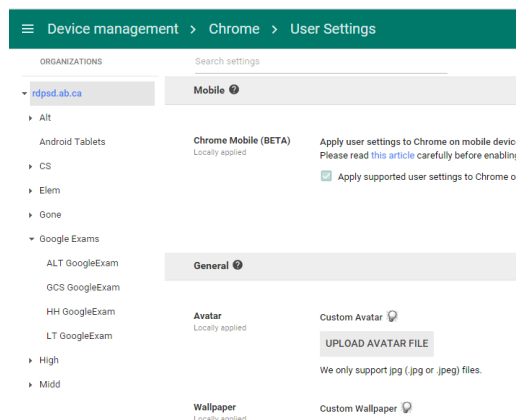 Device management > Chrome > User Settings
ORGANIZATIONS
rdpsd.ab.ca
Alt
Android Tablets
CS
Elem
Gone
Google Exams
ALT GoogleExam
GCS GoogleExam
HH GoogleExam
LT GoogleExam
High
Midd
Search settings
Mobile
Chrome Mobile (BETA)
Locally applied
Apply user settings to Chrome on mobile devic
Please read this article carefully before enabling
Apply supported user settings to Chrome o
General
Avatar
Locally applied
Custom Avatar
UPLOAD AVATAR FILE
We only support jpg (.jpg or .jpeg) files.
Wallpaper
Locally applied
Custom Wallpaper